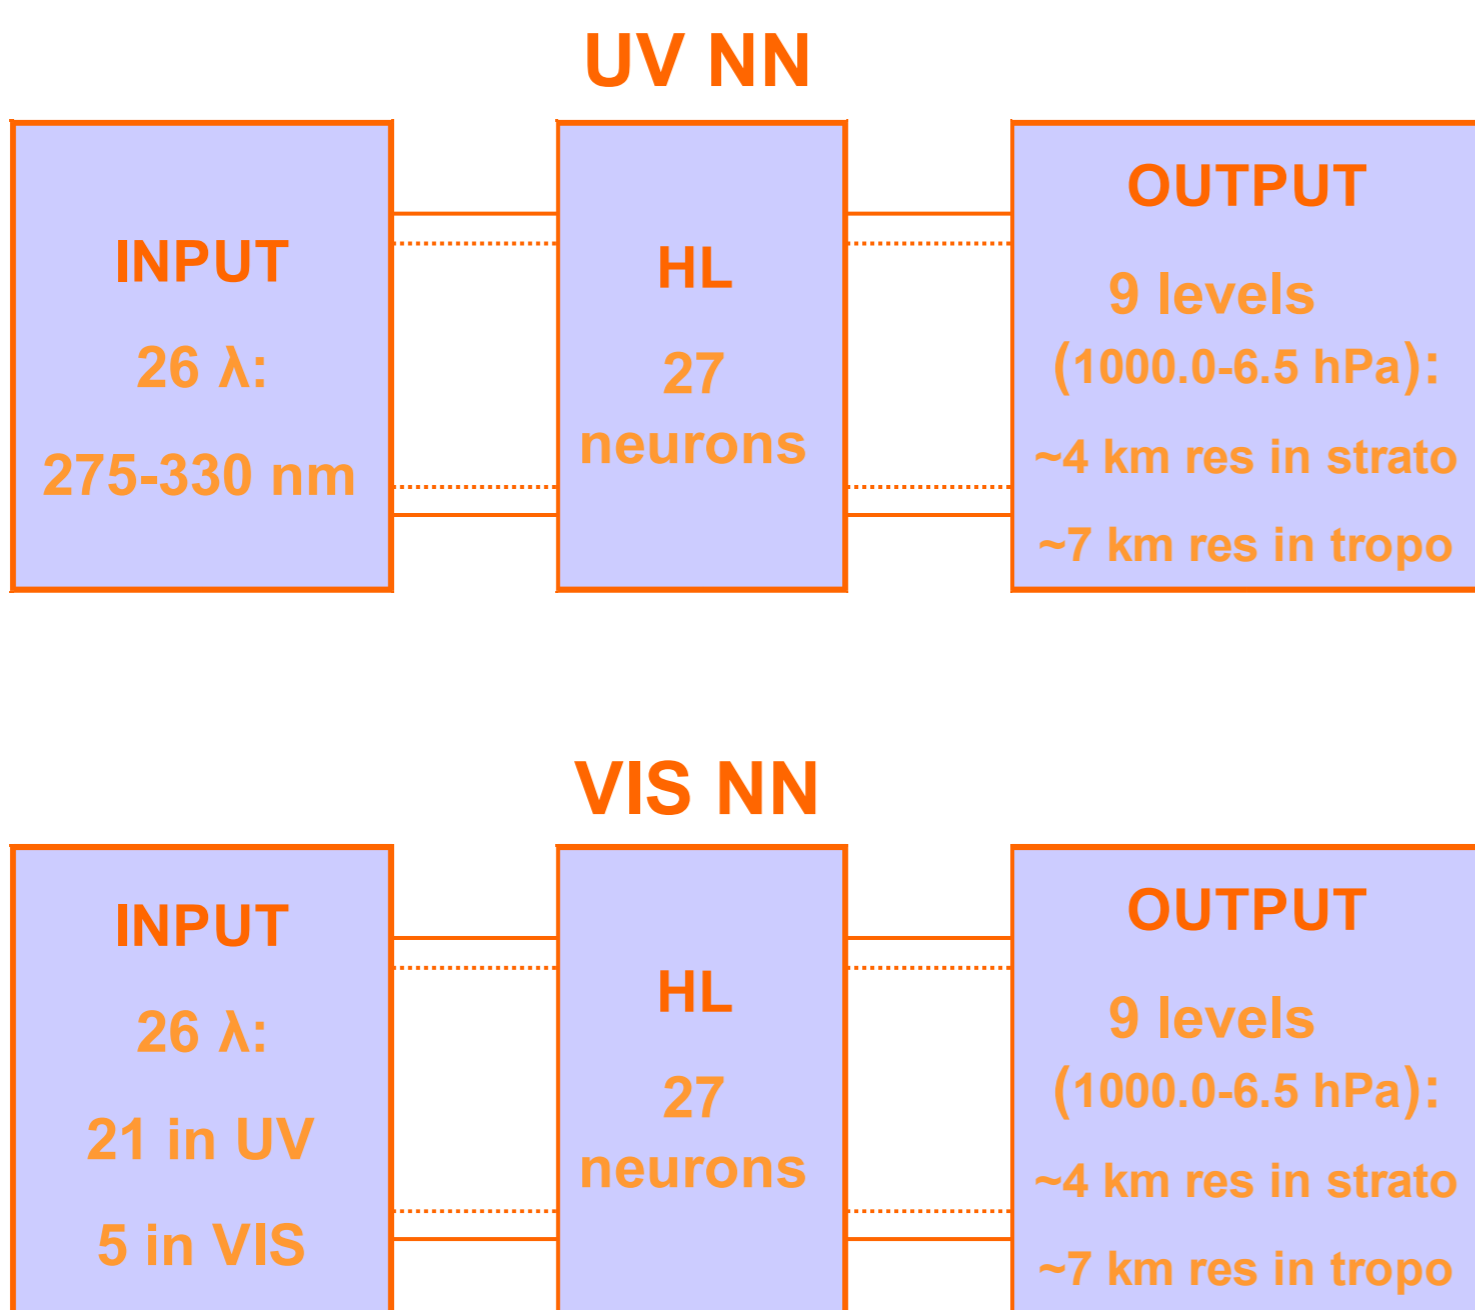 UV NN
INPUT
26 λ:
275-330 nm
HL
27
neurons
OUTPUT
9 levels
(1000.0-6.5 hPa):
~4 km res in strato
~7 km res in tropo
VIS NN
INPUT
26 λ:
21 in UV
5 in VIS
HL
27
neurons
OUTPUT
9 levels
(1000.0-6.5 hPa):
~4 km res in strato
~7 km res in tropo